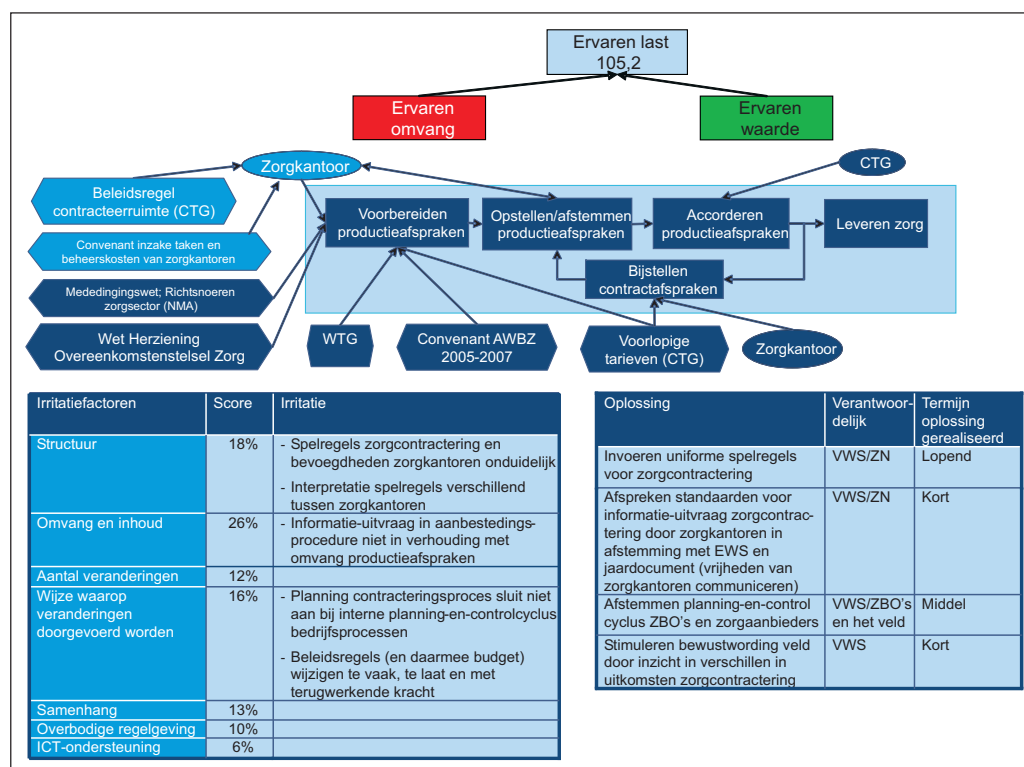 Ervaren last
105,2
Ervaren
omvang
Ervaren
waarde
Zorgkantoor
CTG
Beleidsregel
contracteerruimte (CTG)
Convenant inzake taken en
beheerskosten van zorgkantoren
Mededingingswet; Richtsnoeren
zorgsector (NMA)
Wet Herziening
Overeenkomstenstelsel Zorg
Voorbereiden
productieafspraken
Opstellen/afstemmen
productieafspraken
Accorderen
productieafspraken
Leveren zorg
Bijstellen
contractafspraken
WTG
Convenant AWBZ
2005-2007
Voorlopige
tarieven (CTG)
Zorgkantoor
Irritatiefactoren Score Irritatie
Structuur 18% - Spelregels zorgcontractering en
bevoegdheden zorgkantoren onduidelijk
- Interpretatie spelregels verschillend
tussen zorgkantoren
Omvang en inhoud 26% - Informatie-uitvraag in aanbestedings-
procedure niet in verhouding met
omvang productieafspraken
Aantal veranderingen 12%
Wijze waarop 16% - Planning contracteringsproces sluit niet
veranderingen aan bij interne planning-en-controlcyclus
doorgevoerd worden bedrijfsprocessen
- Beleidsregels (en daarmee budget)
wijzigen te vaak, te laat en met
terugwerkende kracht
Samenhang 13%
Overbodige regelgeving 10%
ICT-ondersteuning 6%
Oplossing Verantwoor- Termijn
delijk oplossing
gerealiseerd
Invoeren uniforme spelregels VWS/ZN Lopend
voor zorgcontractering
Afspreken standaarden voor VWS/ZN Kort
informatie-uitvraag zorgcontrac-
tering door zorgkantoren in
afstemming met EWS en
jaardocument (vrijheden van
zorgkantoren communiceren)
Afstemmen planning-en-control VWS/ZBO's Middel
cyclus ZBO's en zorgaanbieders en het veld
Stimuleren bewustwording veld VWS Kort
door inzicht in verschillen in
uitkomsten zorgcontractering